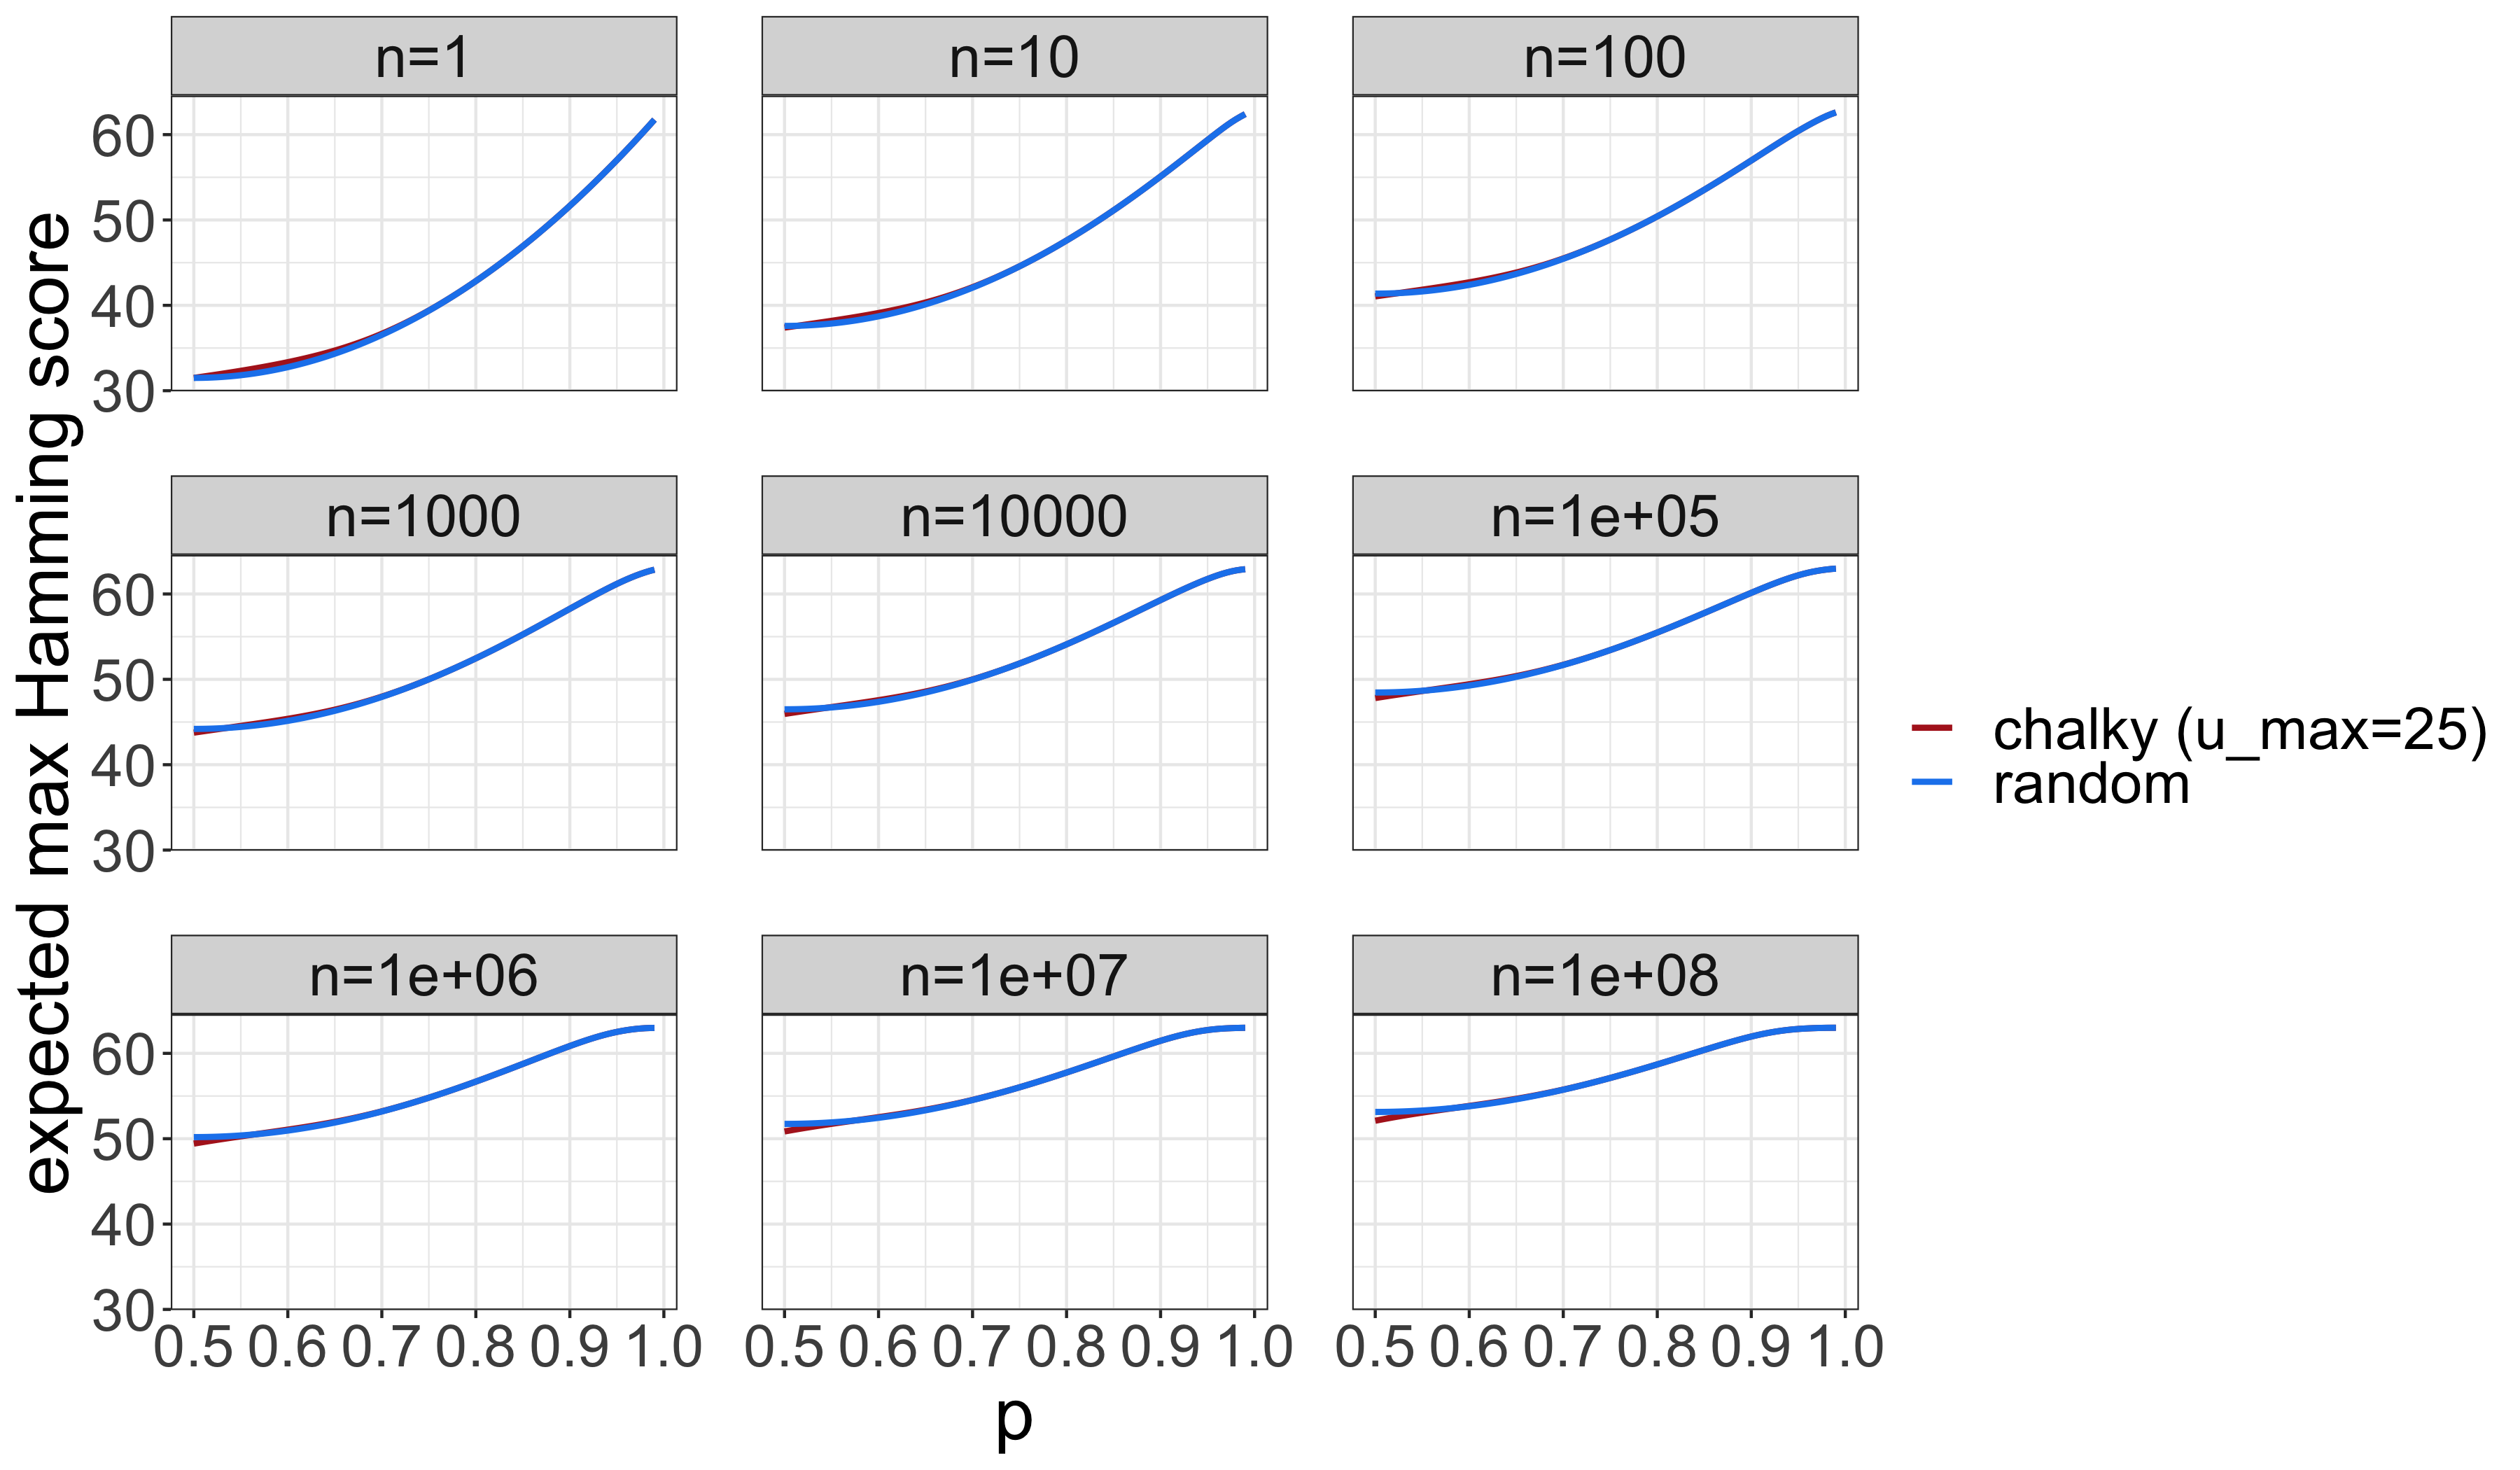 n=1
n=10
n=100
60
50
40
30
n=1000
n=10000
n=1e+05
60
50
40
30
n=1e+06
n=1e+07
n=1e+08
60
50
40
30
0.5 0.6 0.7 0.8 0.9 1.0
0.5 0.6 0.7 0.8 0.9 1.0
0.5 0.6 0.7 0.8 0.9 1.0
p
expected max Hamming score
chalky (u_max=25)
random